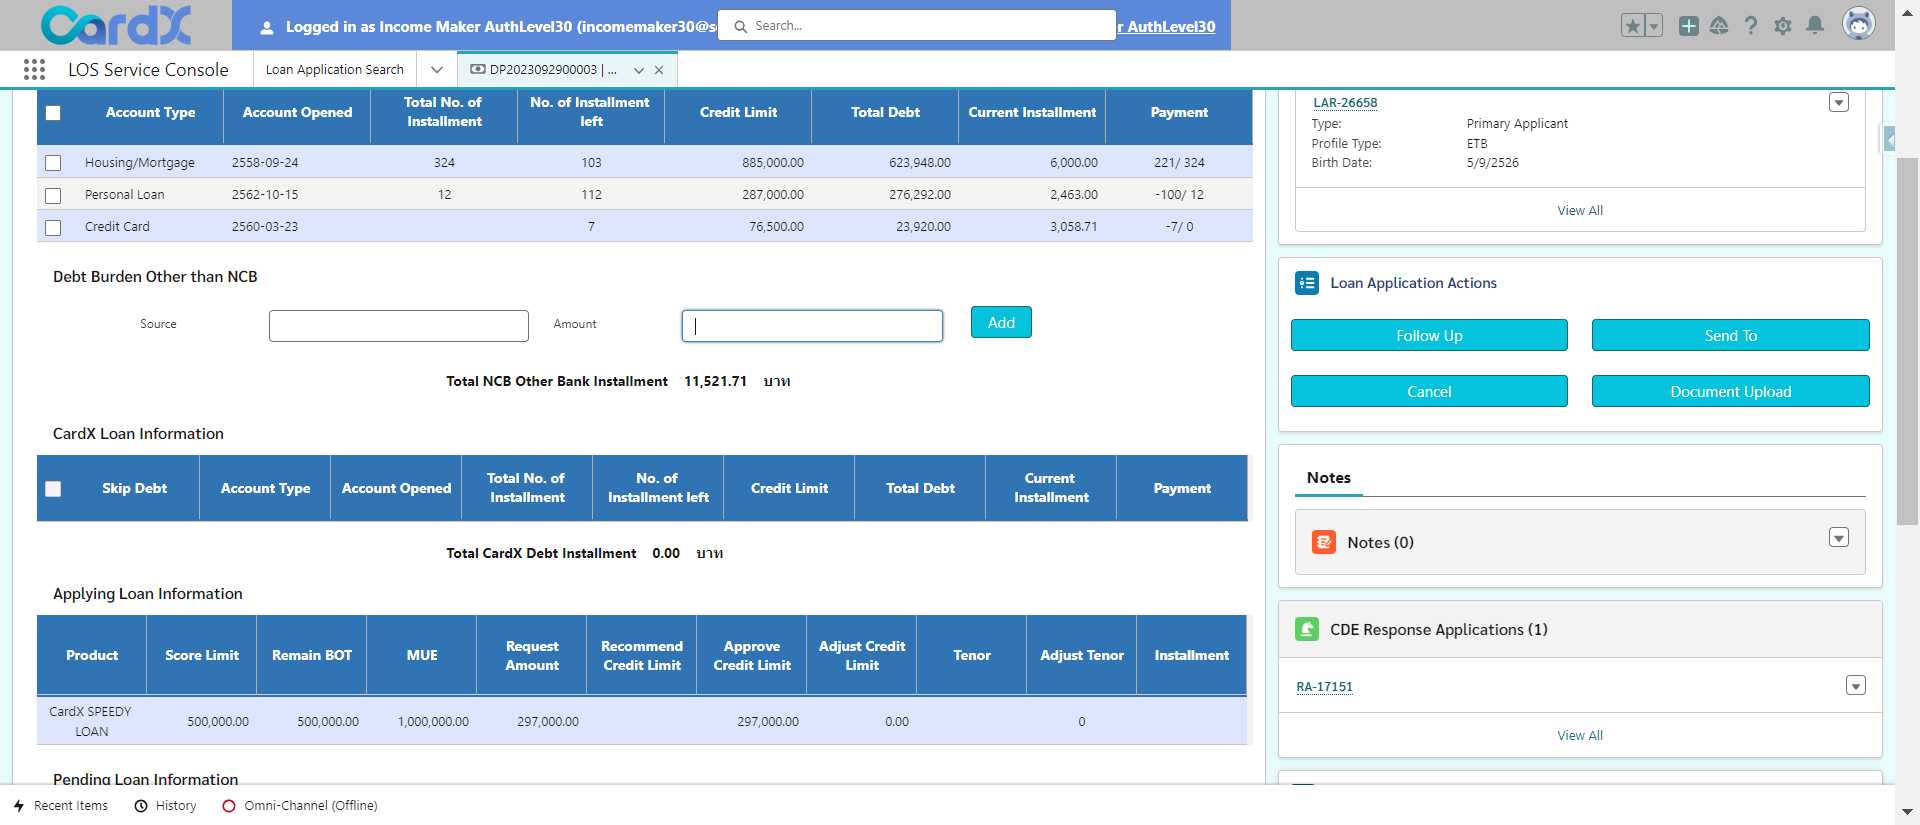 CardX
Logged in as Income Maker AuthLevel30 (incomemaker30@s
Search...
r AuthLevel30
LOS Service Console
Loan Application Search
DP2023092900003 | ...
Account Type
Account Opened
Total No. of
Installment
No. of Installment
left
Credit Limit
Total Debt
Current Installment
Payment
Housing/Mortgage 2558-09-24 324 103 885,000.00 623,948.00 6,000.00 221/ 324
Personal Loan 2562-10-15 12 112 287,000.00 276,292.00 2,463.00 -100/ 12
Credit Card 2560-03-23 7 76,500.00 23,920.00 3,058.71 -7/ 0
Debt Burden Other than NCB
Source
Amount
Add
Total NCB Other Bank Installment 11,521.71 บาท
CardX Loan Information
Skip Debt
Account Type
Account Opened
Total No. of
Installment
No. of
Installment left
Credit Limit
Total Debt
Current
Installment
Payment
Total CardX Debt Installment 0.00 บาท
Applying Loan Information
Product
Score Limit
Remain BOT
MUE
Request
Amount
Recommend
Credit Limit
Approve
Credit Limit
Adjust Credit
Limit
Tenor
Adjust Tenor
Installment
CardX SPEEDY
LOAN
500,000.00 500,000.00 1,000,000.00 297,000.00 297,000.00 0.00 0
Pending Loan Information
LAR-26658
Type: Primary Applicant
Profile Type: ETB
Birth Date: 5/9/2526
View All
Loan Application Actions
Follow Up
Send To
Cancel
Document Upload
Notes
Notes (0)
CDE Response Applications (1)
RA-17151
View All
Recent Items
History
Omni-Channel (Offline)